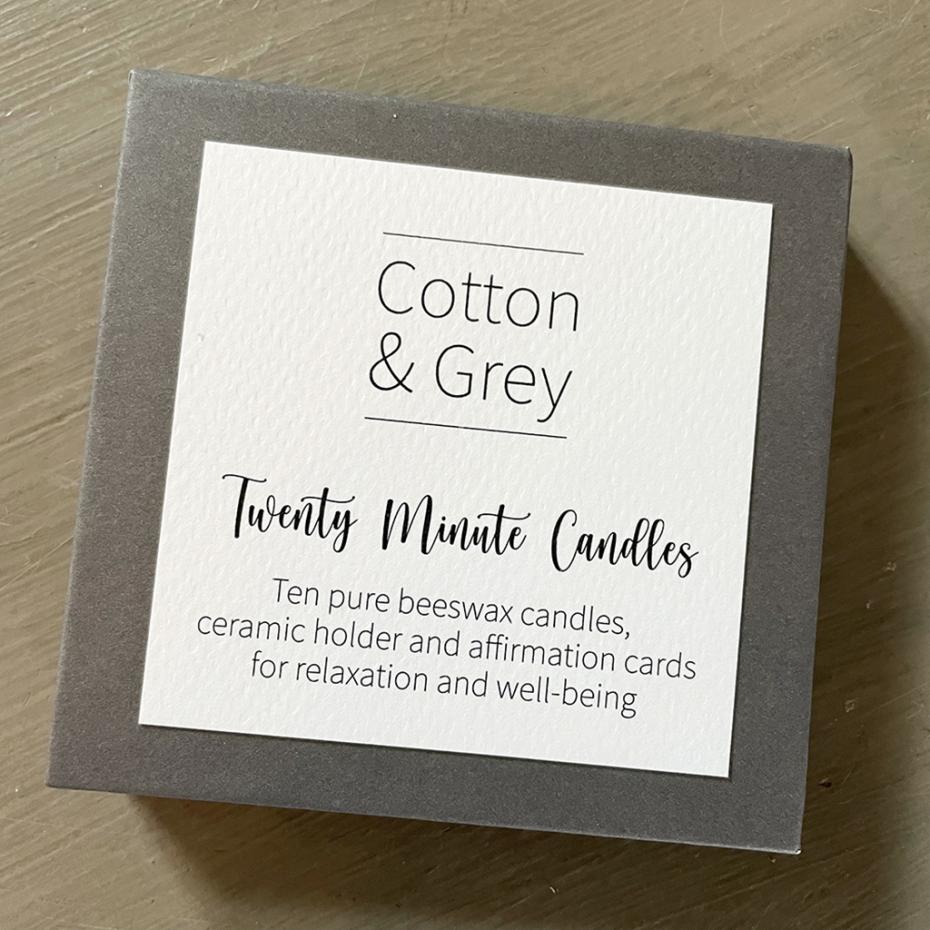 Cotton
& Grey
Twenty Minute Candles
Ten pure beeswax candles,
ceramic holder and affirmation cards
for relaxation and well-being